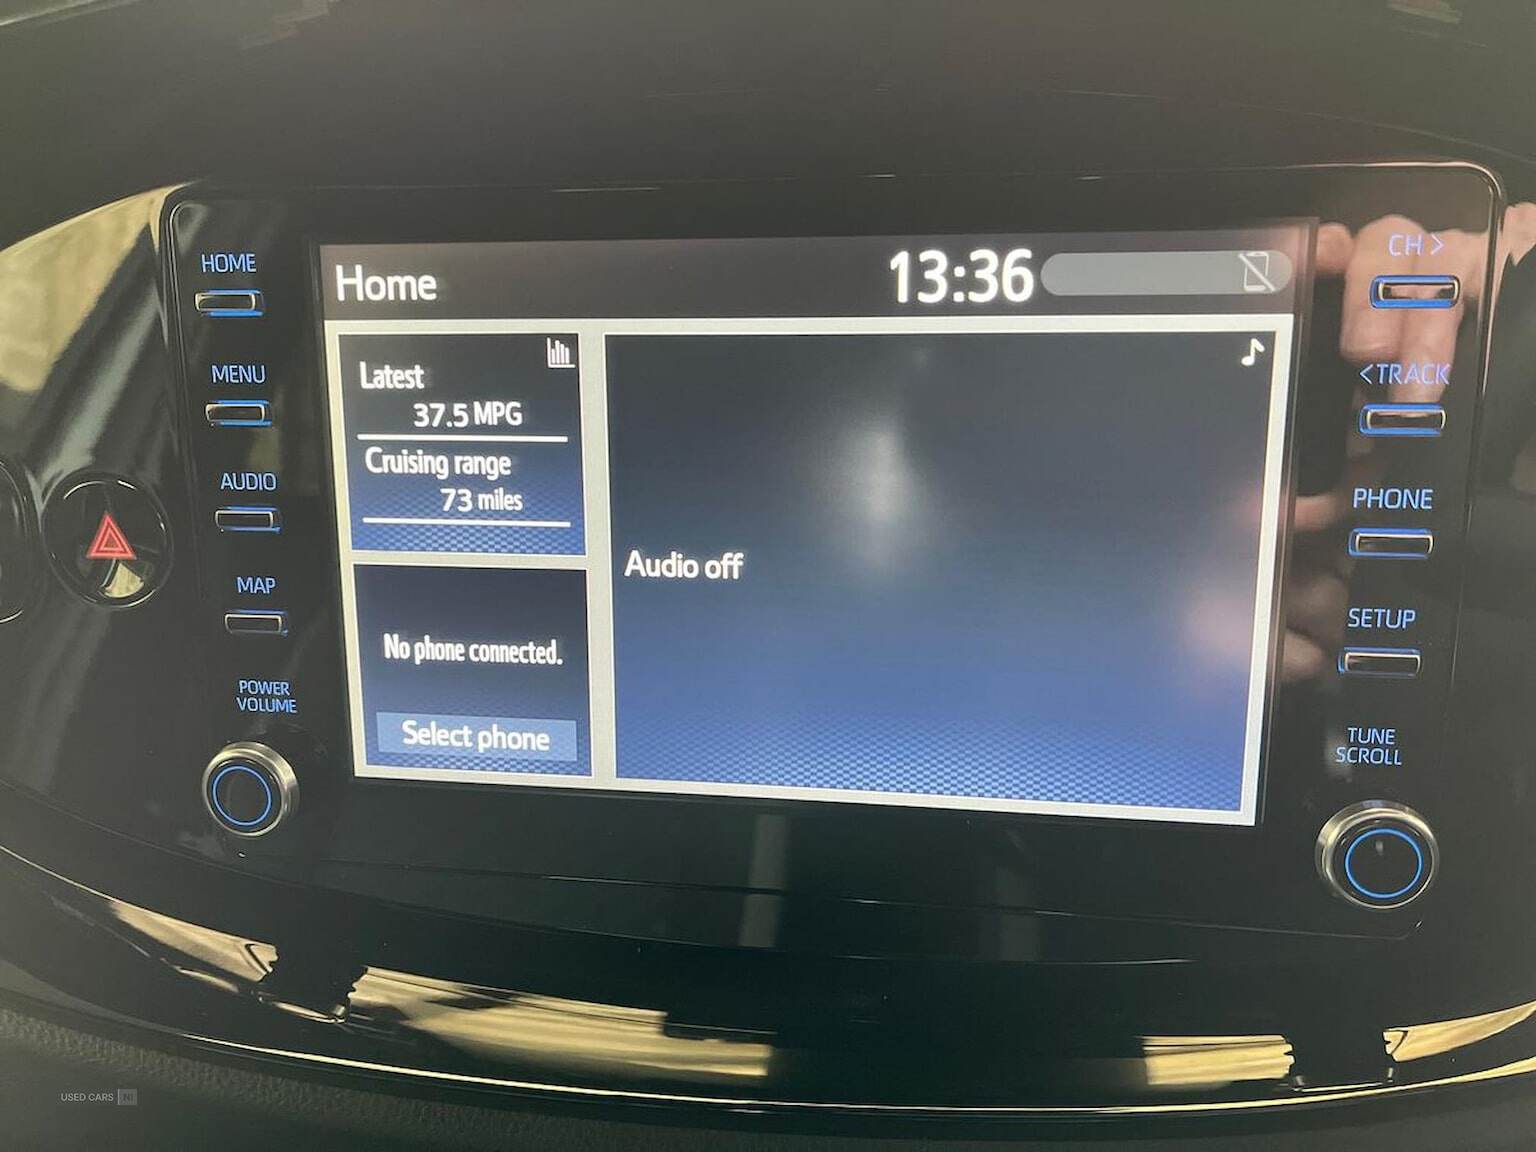 HOME
MENU
AUDIO
MAP
POWER
VOLUME
Home
13:36
Latest
37.5 MPG
Cruising range
73 miles
No phone connected.
Select phone
Audio off
CH >
<TRACK
PHONE
SETUP
TUNE
SCROLL
USED CARS NI